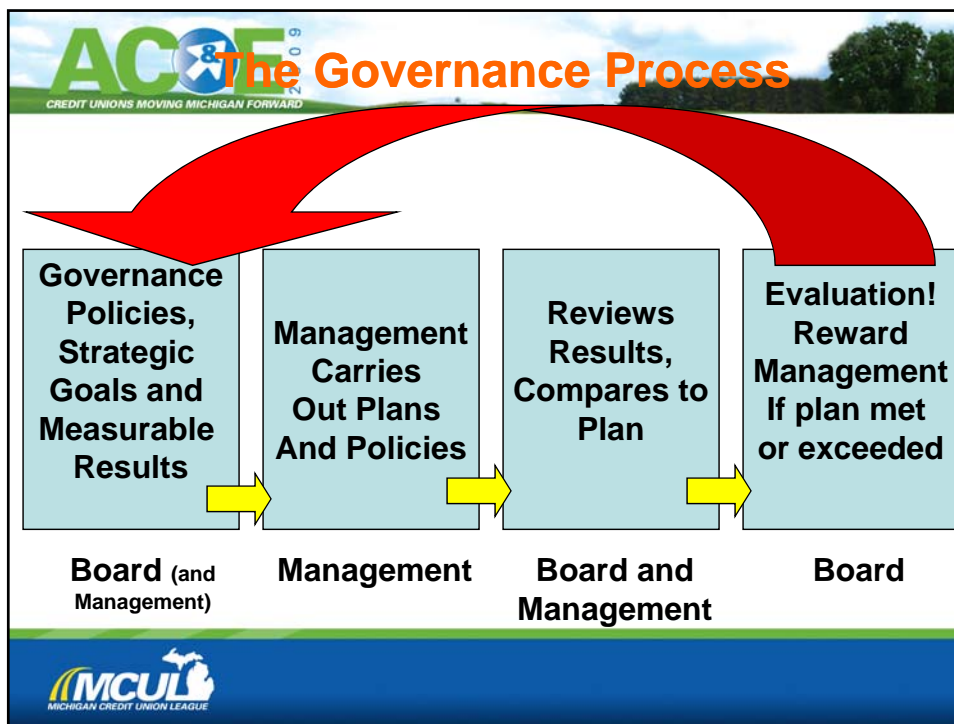 AC&OE 2009
The Governance Process
CREDIT UNIONS MOVING MICHIGAN FORWARD
Governance
Policies,
Strategic
Goals and
Measurable
Results
Management
Carries
Out Plans
And Policies
Reviews
Results,
Compares to
Plan
Evaluation!
Reward
Management
If plan met
or exceeded
Board (and
Management)
Management
Board and
Management
Board
MCUL
MICHIGAN CREDIT UNION LEAGUE